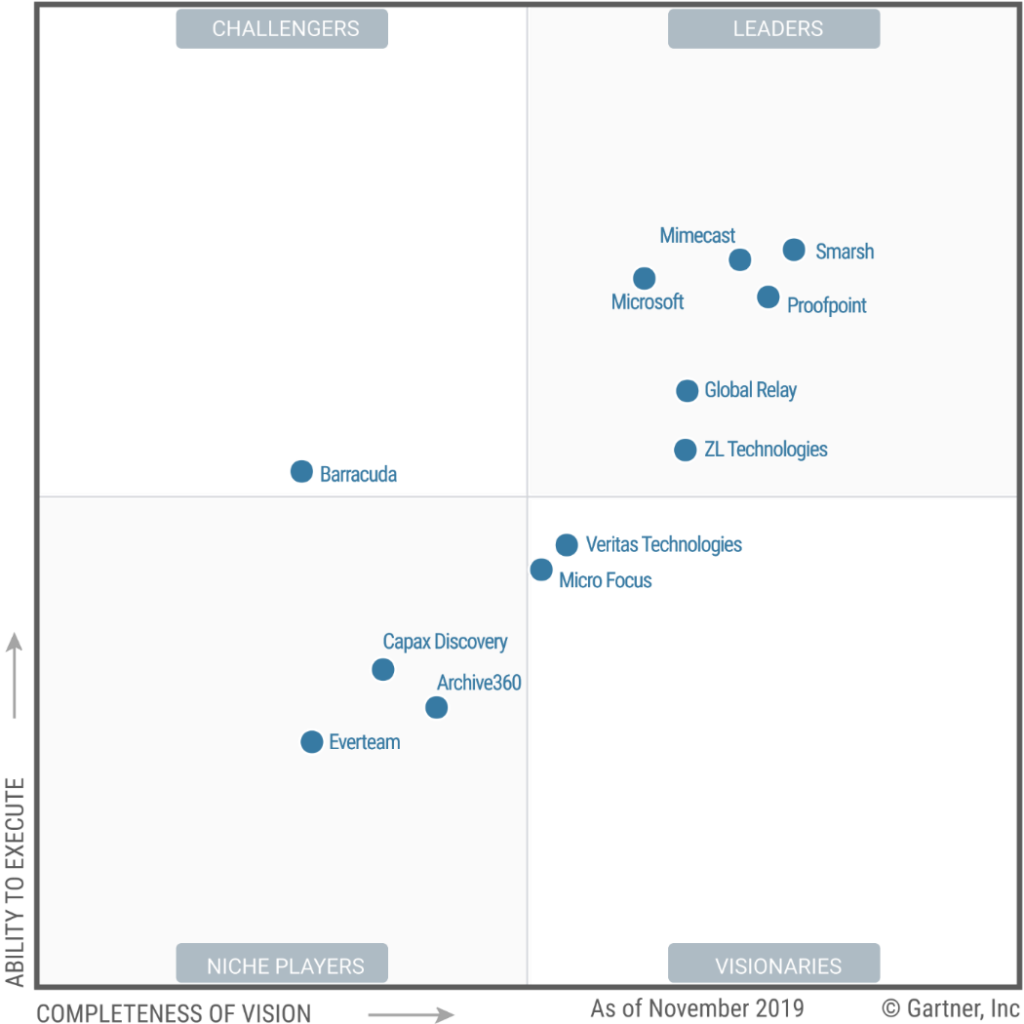 CHALLENGERS
LEADERS
Mimecast
Smarsh
Microsoft
Proofpoint
Global Relay
ZL Technologies
Barracuda
Veritas Technologies
Micro Focus
Capax Discovery
Archive360
Everteam
ABILITY TO EXECUTE
NICHE PLAYERS
VISIONARIES
COMPLETENESS OF VISION
As of November 2019
© Gartner, Inc